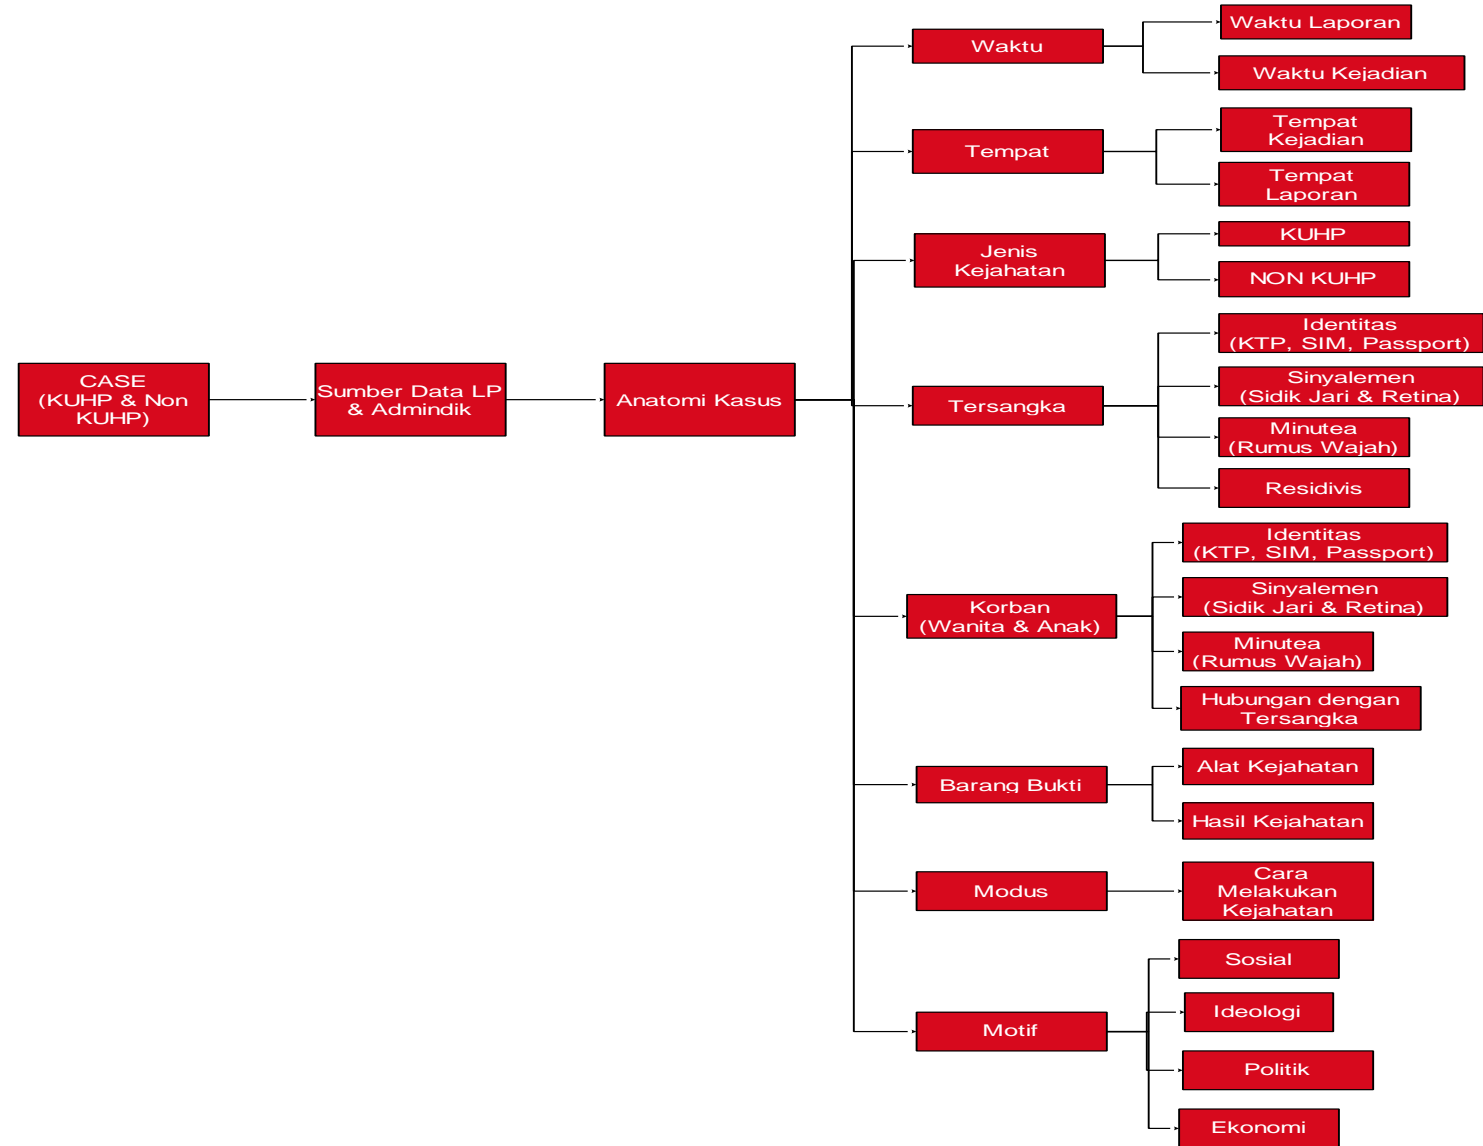 CASE
(KUHP & Non
KUHP)
Sumber Data LP
& Admindik
Anatomi Kasus
Waktu
Waktu Laporan
Waktu Kejadian
Tempat
Tempat
Kejadian
Tempat
Laporan
Jenis
Kejahatan
KUHP
NON KUHP
Tersangka
Identitas
(KTP, SIM, Passport)
Sinyalemen
(Sidik Jari & Retina)
Minutea
(Rumus Wajah)
Residivis
Korban
(Wanita & Anak)
Identitas
(KTP, SIM, Passport)
Sinyalemen
(Sidik Jari & Retina)
Minutea
(Rumus Wajah)
Hubungan dengan
Tersangka
Barang Bukti
Alat Kejahatan
Hasil Kejahatan
Modus
Cara
Melakukan
Kejahatan
Motif
Sosial
Ideologi
Politik
Ekonomi